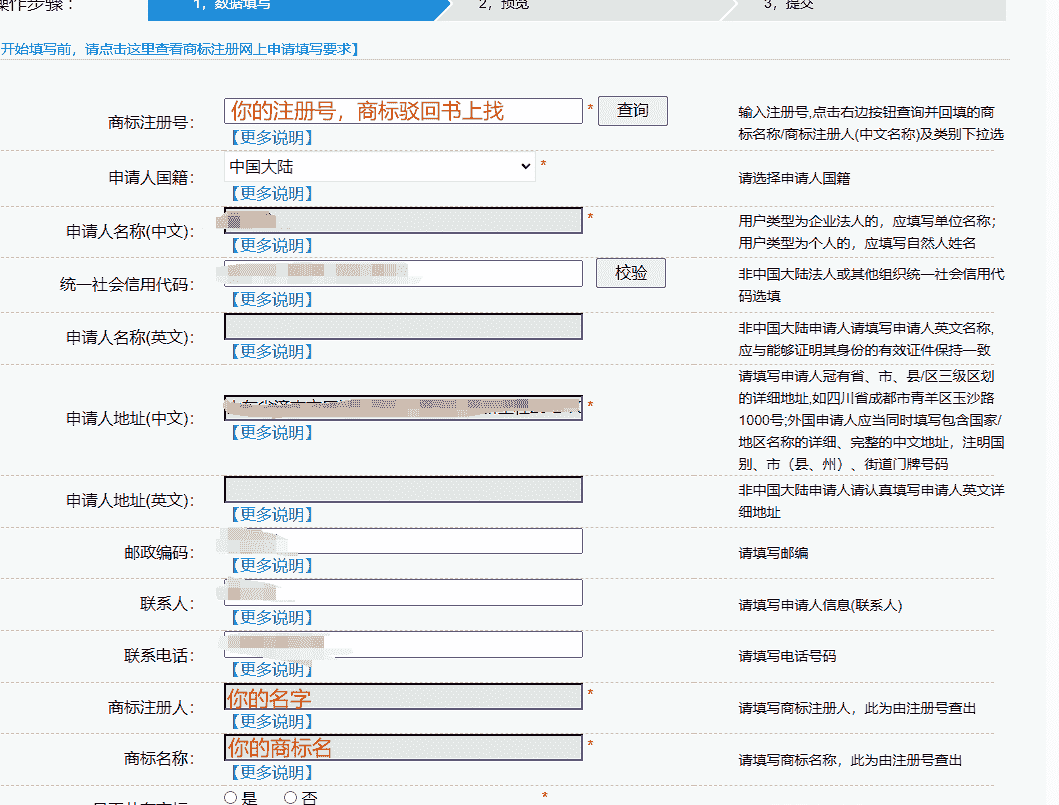 操作步骤：
1，数据填写
2，预览
3，提交
开始填写前，请点击这里查看商标注册网上申请填写要求】
商标注册号：
你的注册号，商标驳回书上找
*
查询
【更多说明】
输入注册号,点击右边按钮查询并回填的商
标名称/商标注册人(中文名称)及类别下拉选
申请人国籍：
中国大陆
*
【更多说明】
请选择申请人国籍
申请人名称(中文)：
*
【更多说明】
用户类型为企业法人的，应填写单位名称；
用户类型为个人的，应填写自然人姓名
统一社会信用代码：
校验
【更多说明】
非中国大陆法人或其他组织统一社会信用代
码选填
申请人名称(英文)：
【更多说明】
非中国大陆申请人请填写申请人英文名称,
应与能够证明其身份的有效证件保持一致
申请人地址(中文)：
*
【更多说明】
请填写申请人冠有省、市、县/区三级区划
的详细地址,如四川省成都市青羊区玉沙路
1000号;外国申请人应当同时填写包含国家/
地区名称的详细、完整的中文地址，注明国
别、市（县、州）、街道门牌号码
申请人地址(英文)：
【更多说明】
非中国大陆申请人请认真填写申请人英文详
细地址
邮政编码：
【更多说明】
请填写邮编
联系人：
【更多说明】
请填写申请人信息(联系人)
联系电话：
【更多说明】
请填写电话号码
商标注册人：
你的名字
*
【更多说明】
请填写商标注册人，此为由注册号查出
商标名称：
你的商标名
*
【更多说明】
请填写商标名称，此为由注册号查出
是
否
*